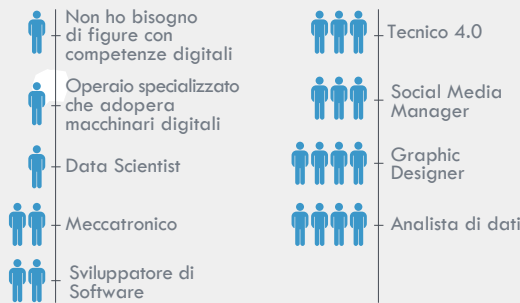 Non ho bisogno
di figure con
competenze digitali
Operaio specializzato
che adopera
macchinari digitali
Data Scientist
Meccatronico
Sviluppatore di
Software
Tecnico 4.0
Social Media
Manager
Graphic
Designer
Analista di dati